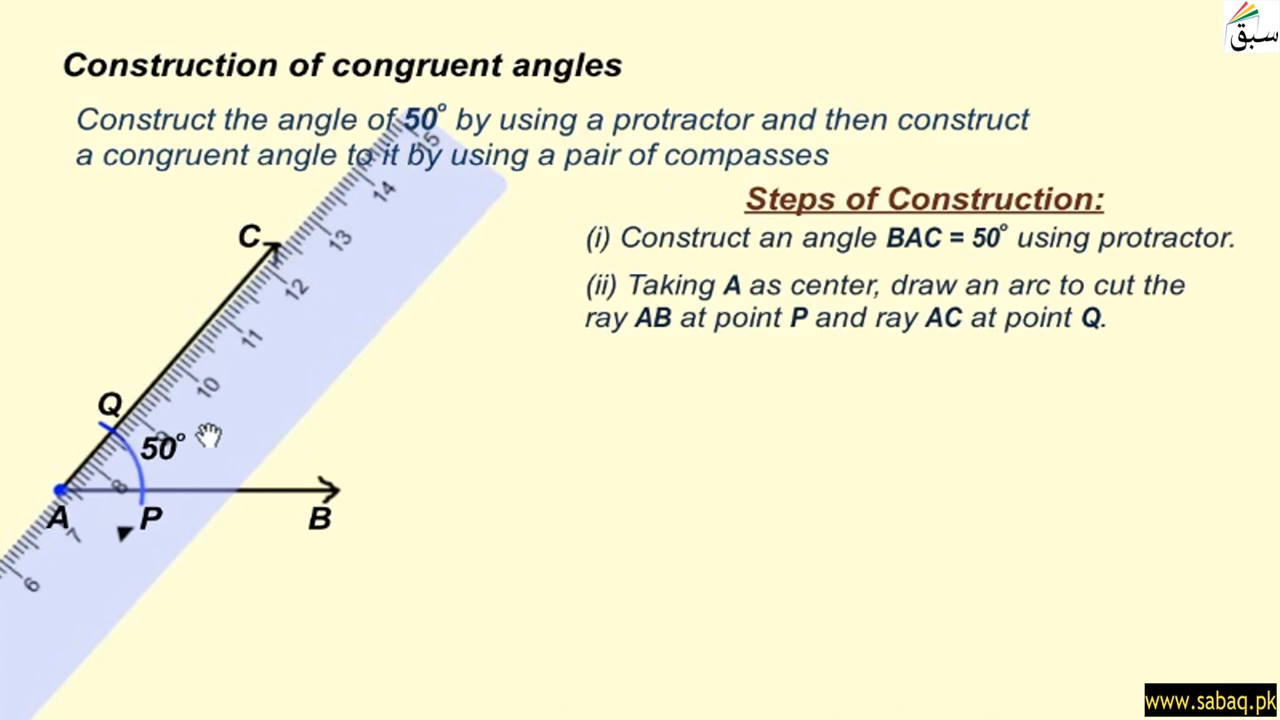 سبق
Construction of congruent angles
Construct the angle of 50° by using a protractor and then construct
a congruent angle to it by using a pair of compasses
Steps of Construction:
(i) Construct an angle BAC = 50° using protractor.
(ii) Taking A as center, draw an arc to cut the
ray AB at point P and ray AC at point Q.
15
14
13
C
12
11
10
Q
9
50°
8
A
P
B
7
6
www.sabaq.pk